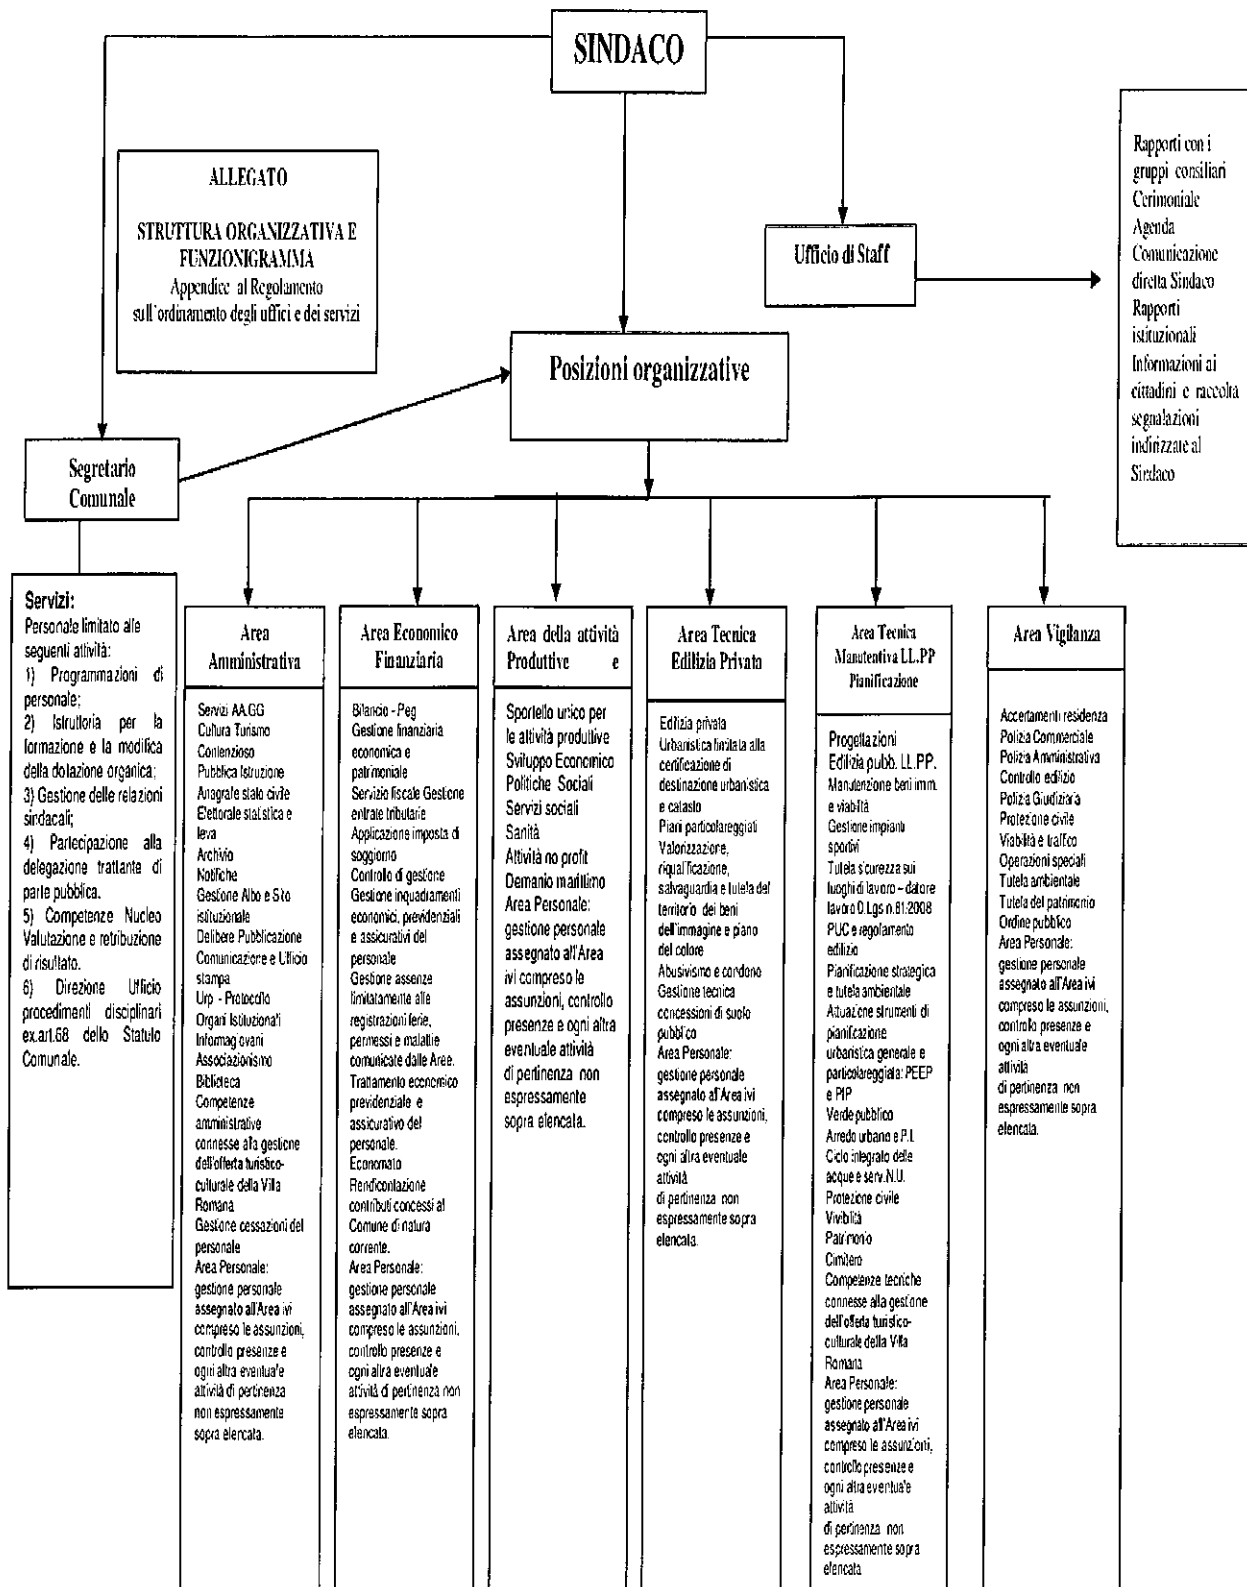 SINDACO
ALLEGATO
STRUTTURA ORGANIZZATIVA E
FUNZIONIGRAMMA
Appendice al Regolamento
sull'ordinamento degli uffici e dei servizi
Ufficio di Staff
Rapporti con i
gruppi consiliari
Cerimoniale
Agenda
Comunicazione
diretta Sindaco
Rapporti
istituzionali
Informazioni ai
cittadini e raccolta
segnalazioni
indirizzate al
Sindaco
Posizioni organizzative
Segretario
Comunale
Servizi:
Personale limitato alle
seguenti attività:
1) Programmazioni di
personale;
2) Istruttoria per la
formazione e la modifica
della dotazione organica;
3) Gestione delle relazioni
sindacali;
4) Partecipazione alla
delegazione trattante di
parte pubblica.
5) Competenze Nucleo
Valutazione e retribuzione
di risultato.
6) Direzione Ufficio
procedimenti disciplinari
ex.art.68 dello Statuto
Comunale.
Area
Amministrativa
Servizi AA.GG
Cultura Turismo
Contenzioso
Pubblica Istruzione
Anagrafe stato civile
Elettorale statistica e
leva
Archivio
Notifiche
Gestione Albo e Sito
istituzionale
Delibere Pubblicazione
Comunicazione e Ufficio
stampa
Urp - Protocollo
Organi Istituzionali
Informagiovani
Associazionismo
Biblioteca
Competenze
amministrative
connesse alla gestione
dell'offerta turistico-
culturale della Villa
Romana
Gestione cessazioni del
personale
Area Personale:
gestione personale
assegnato all'Area ivi
compreso le assunzioni,
controllo presenze e
ogni altra eventuale
attività di pertinenza
non espressamente
sopra elencata.
Area Economico
Finanziaria
Bilancio - Peg
Gestione finanziaria
economica e
patrimoniale
Servizio fiscale Gestione
entrate tributarie
Applicazione imposta di
soggiorno
Controllo di gestione
Gestione inquadramenti
economici, previdenziali
e assicurativi del
personale
Gestione assenze
limitatamente alle
registrazioni ferie,
permessi e malattie
comunicate dalle Aree.
Trattamento economico
previdenziale e
assicurativo del
personale.
Economato
Rendicontazione
contributi concessi al
Comune di natura
corrente.
Area Personale:
gestione personale
assegnato all'Area ivi
compreso le assunzioni,
controllo presenze e
ogni altra eventuale
attività di pertinenza non
espressamente sopra
elencata.
Area della attività
Produttive e
Sportello unico per
le attività produttive
Sviluppo Economico
Politiche Sociali
Servizi sociali
Sanità
Attività no profit
Demanio marittimo
Area Personale:
gestione personale
assegnato all'Area
ivi compreso le
assunzioni, controllo
presenze e ogni altra
eventuale attività
di pertinenza non
espressamente
sopra elencata.
Area Tecnica
Edilizia Privata
Edilizia privata
Urbanistica limitata alla
certificazione di
destinazione urbanistica
e catasto
Piani particolareggiati
Valorizzazione,
riqualificazione,
salvaguardia e tutela del
territorio dei beni
dell'immagine e piano
del colore
Abusivismo e condono
Gestione tecnica
concessioni di suolo
pubblico
Area Personale:
gestione personale
assegnato all'Area ivi
compreso le assunzioni,
controllo presenze e
ogni altra eventuale
attività
di pertinenza non
espressamente sopra
elencata.
Area Tecnica
Manutentiva LL.PP
Pianificazione
Progettazioni
Edilizia pubb. LL.PP.
Manutenzione beni imm.
e viabilità
Gestione impianti
sportivi
Tutela sicurezza sui
luoghi di lavoro – datore
lavoro D.Lgs n.81:2008
PUC e regolamento
edilizio
Pianificazione strategica
e tutela ambientale
Attuazione strumenti di
pianificazione
urbanistica generale e
particolareggiata: PEEP
e PIP
Verde pubblico
Arredo urbano e P.I.
Ciclo integrato delle
acque e serv.N.U.
Protezione civile
Vivibilità
Patrimonio
Cimitero
Competenze tecniche
connesse alla gestione
dell'offerta turistico-
culturale della Villa
Romana
Area Personale:
gestione personale
assegnato all'Area ivi
compreso le assunzioni,
controllo presenze e
ogni altra eventuale
attività
di pertinenza non
espressamente sopra
elencata
Area Vigilanza
Accertamenti residenza
Polizia Commerciale
Polizia Amministrativa
Controllo edilizio
Polizia Giudiziaria
Protezione civile
Viabilità e traffico
Operazioni speciali
Tutela ambientale
Tutela del patrimonio
Ordine pubblico
Area Personale:
gestione personale
assegnato all'Area ivi
compreso le assunzioni,
controllo presenze e
ogni altra eventuale
attività
di pertinenza non
espressamente sopra
elencata.